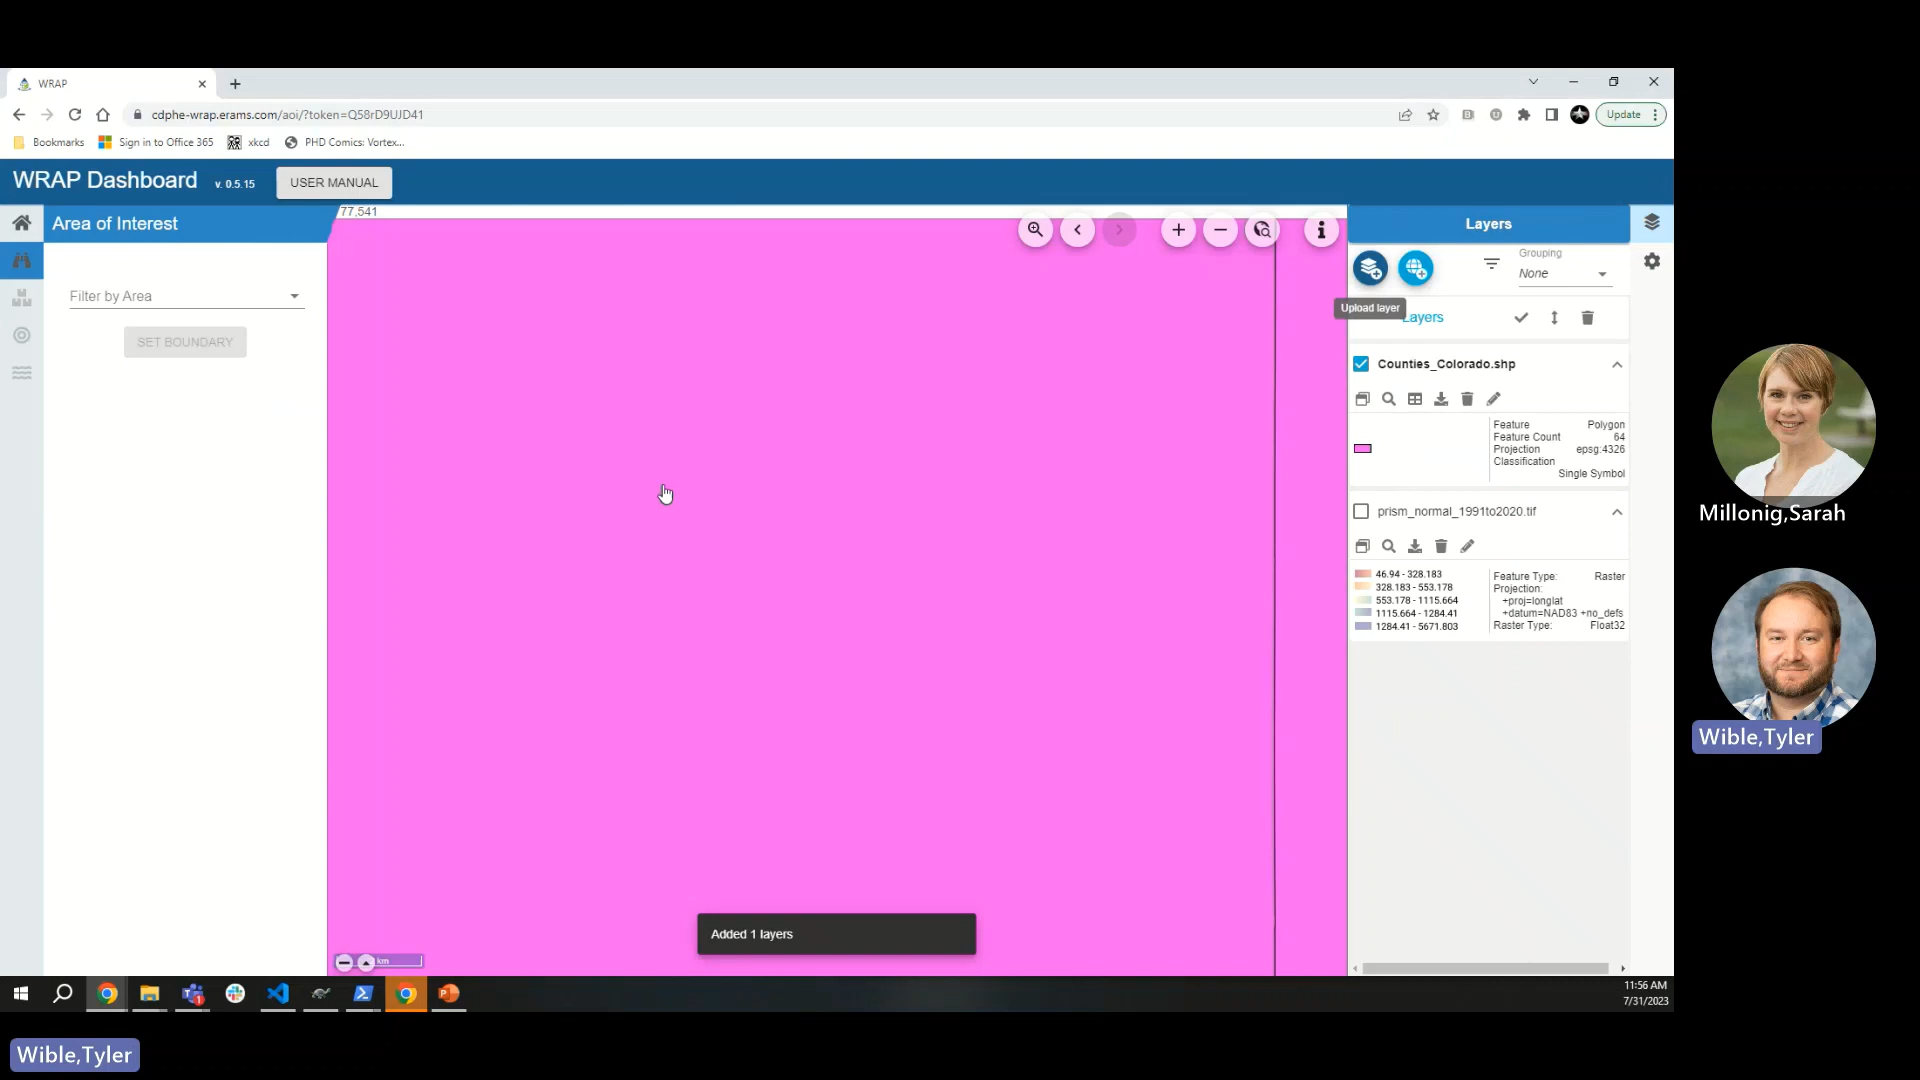 WRAP
cdphe-wrap.erams.com/aoi/?token=Q58rD9UJD41
Update
Bookmarks
Sign in to Office 365
xkcd
PHD Comics: Vortex...
WRAP Dashboard
v. 0.5.15
USER MANUAL
Area of Interest
77,541
Layers
Filter by Area
SET BOUNDARY
Grouping
None
Upload layer
Layers
Counties_Colorado.shp
Feature Polygon
Feature Count 64
Projection epsg:4326
Classification
Single Symbol
prism_normal_1991to2020.tif
46.94 - 328.183
328.183 - 553.178
553.178 - 1115.664
1115.664 - 1284.41
1284.41 - 5671.803
Feature Type: Raster
Projection:
+proj=longlat
+datum=NAD83 +no_defs
Raster Type: Float32
Added 1 layers
km
11:56 AM
7/31/2023
Millonig,Sarah
Wible,Tyler
Wible,Tyler